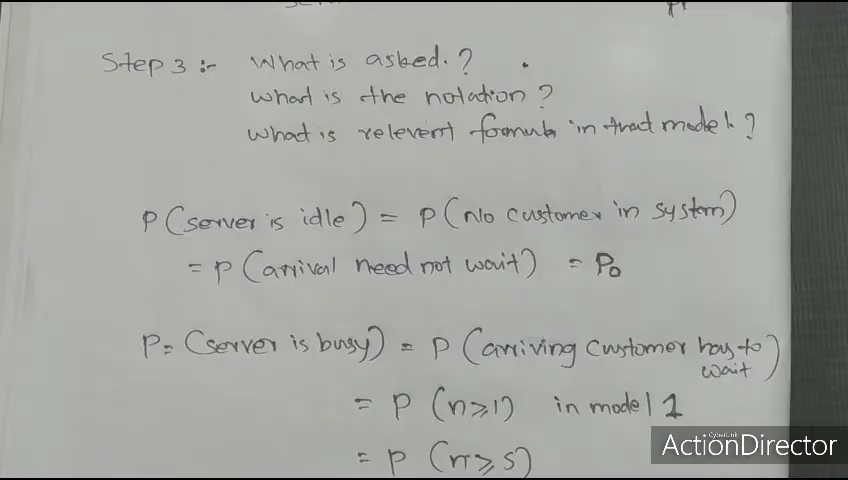 Step 3 :- What is asked.?
What is the notation?
What is relevent formula in that model.?
P (server is idle) = P (no customer in system)
= P (arrival need not wait) = P₀
P= (server is busy) = P (arriving customer has to wait)
= P (n⩾1) in model 1
= P (n⩾s)
CyberLink
ActionDirector